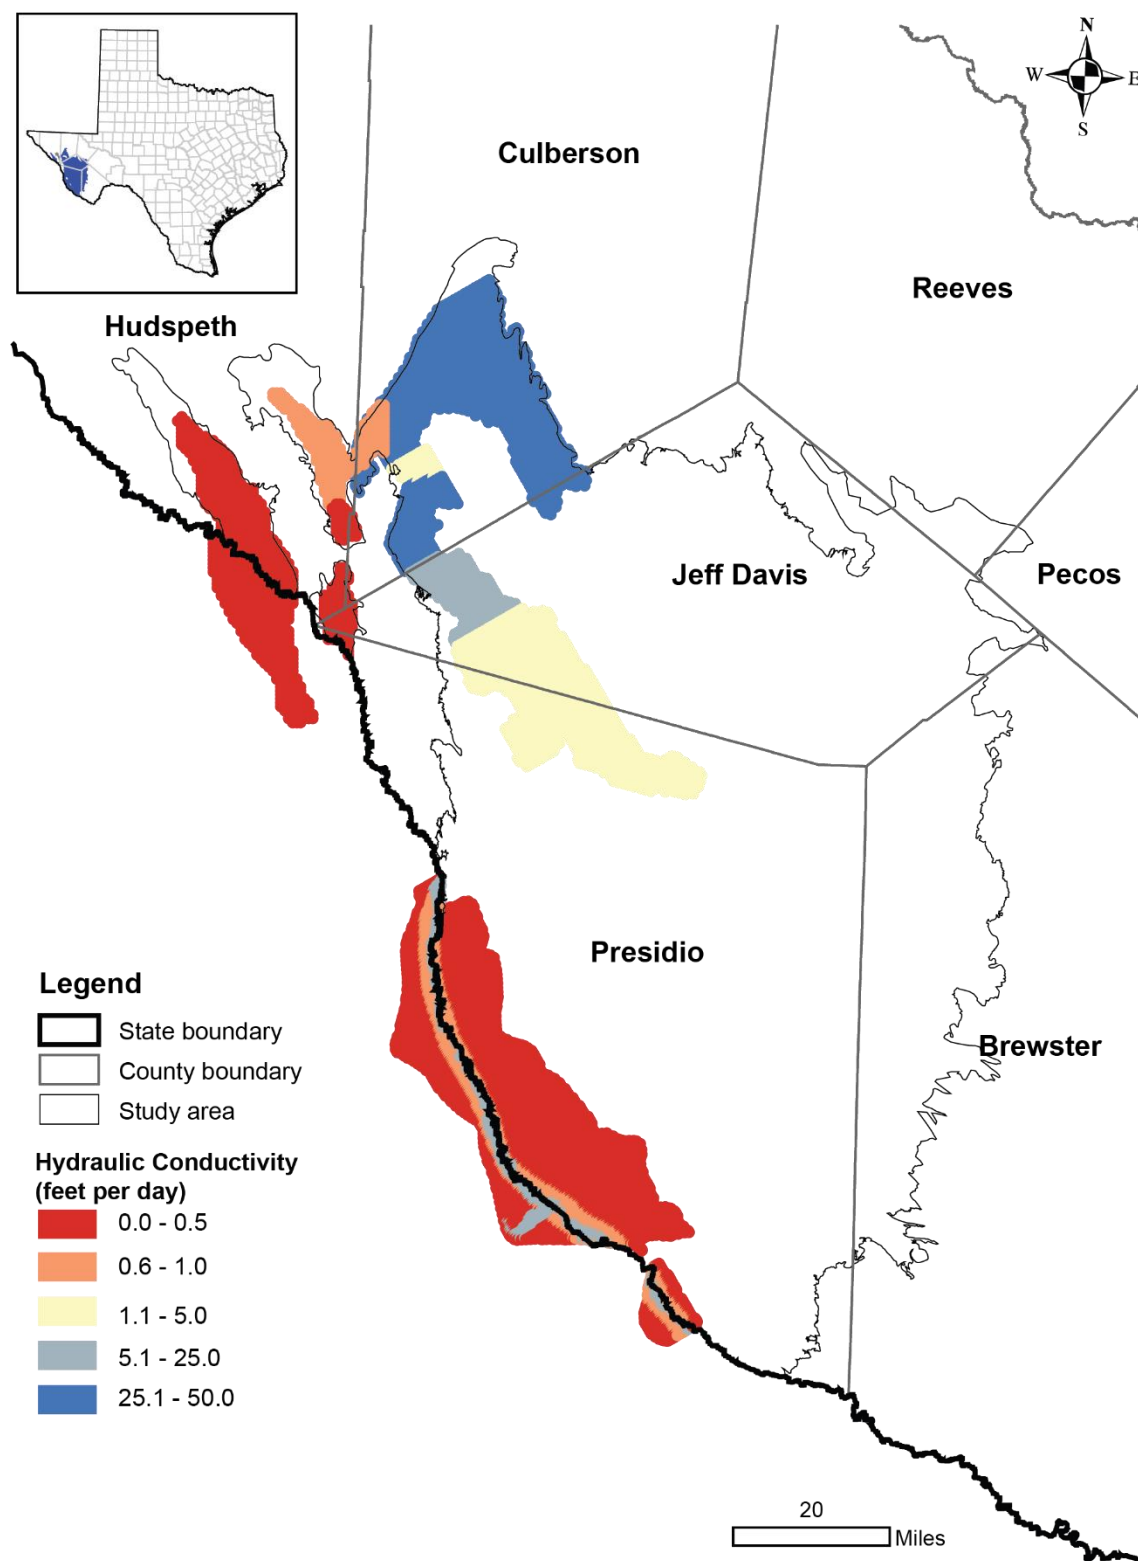 N
W E
S
Culberson
Reeves
Hudspeth
Jeff Davis
Pecos
Presidio
Brewster
Legend
State boundary
County boundary
Study area
Hydraulic Conductivity
(feet per day)
0.0 - 0.5
0.6 - 1.0
1.1 - 5.0
5.1 - 25.0
25.1 - 50.0
20
Miles